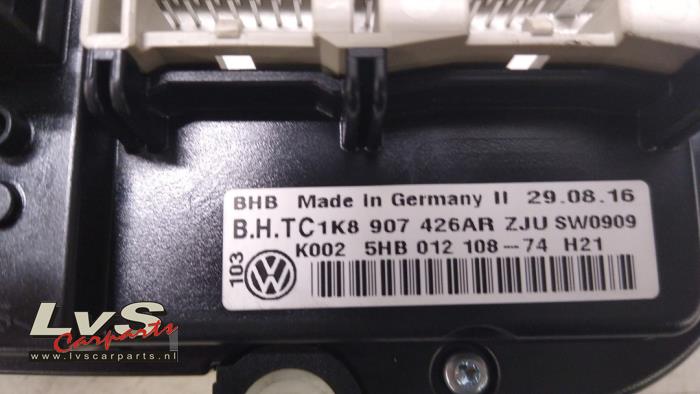 BHB Made In Germany II 29.08.16
B.H.TC1K8 907 426AR ZJU SW0909
K002 5HB 012 108-74 H21
103
LvS
Carparts
www.lvscarparts.nl